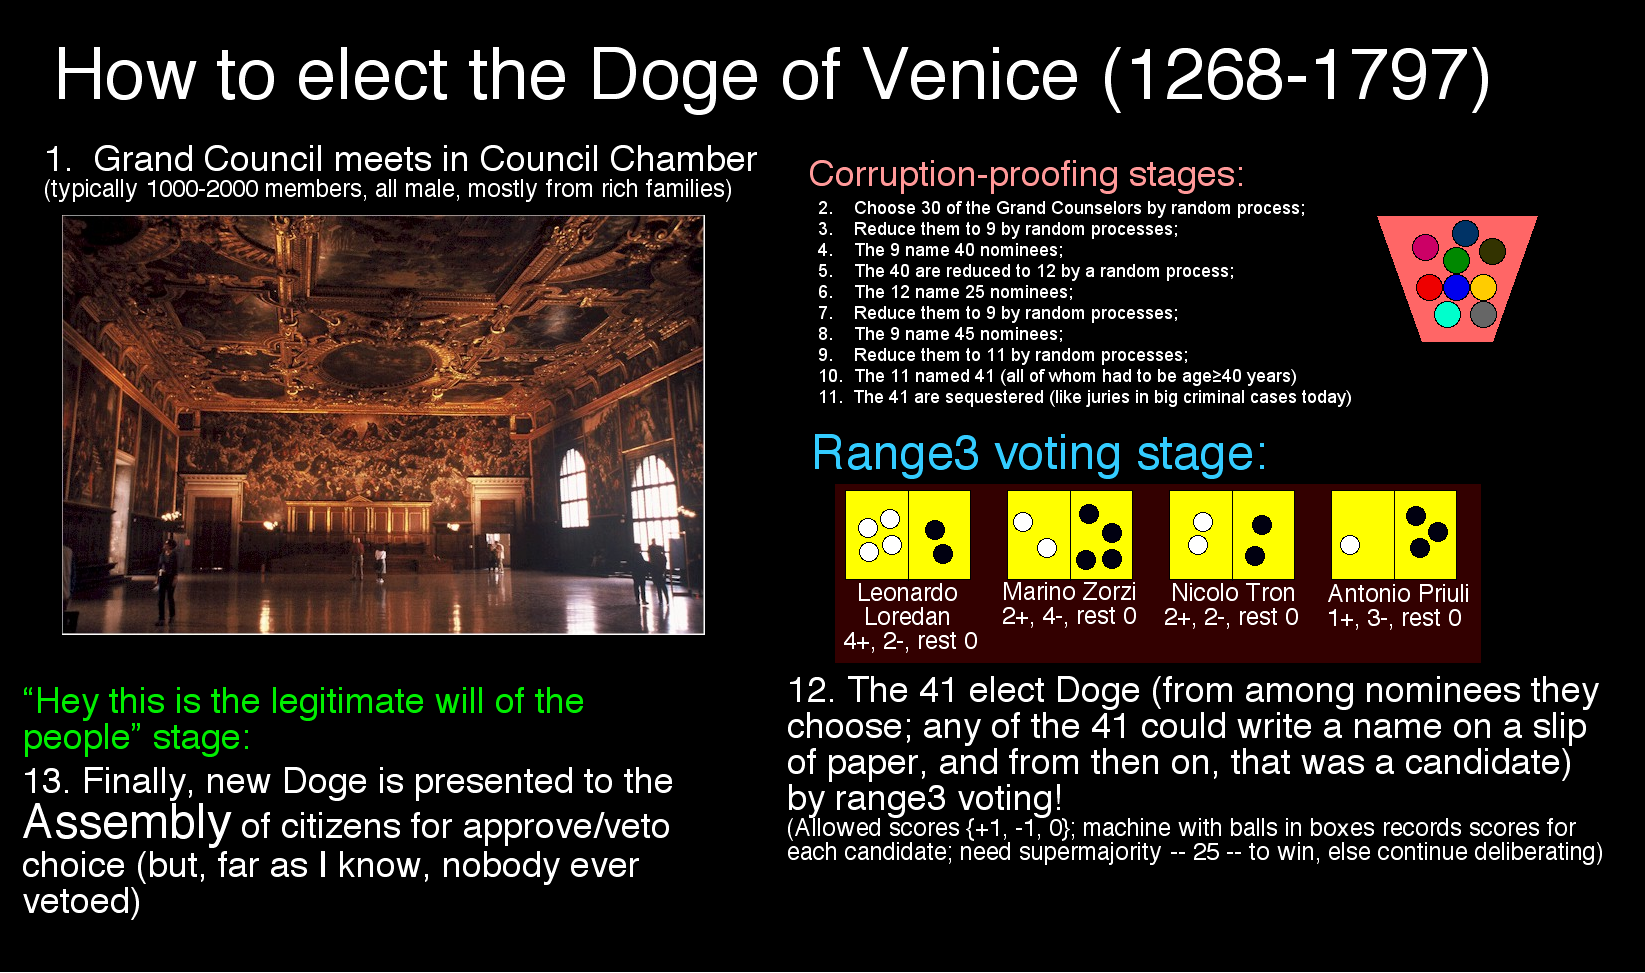 How to elect the Doge of Venice (1268-1797)
1. Grand Council meets in Council Chamber
(typically 1000-2000 members, all male, mostly from rich families)
Corruption-proofing stages:
2. Choose 30 of the Grand Counselors by random process;
3. Reduce them to 9 by random processes;
4. The 9 name 40 nominees;
5. The 40 are reduced to 12 by a random process;
6. The 12 name 25 nominees;
7. Reduce them to 9 by random processes;
8. The 9 name 45 nominees;
9. Reduce them to 11 by random processes;
10. The 11 named 41 (all of whom had to be age≥40 years)
11. The 41 are sequestered (like juries in big criminal cases today)
Range3 voting stage:
Leonardo
Loredan
4+, 2-, rest 0
Marino Zorzi
2+, 4-, rest 0
Nicolo Tron
2+, 2-, rest 0
Antonio Priuli
1+, 3-, rest 0
12. The 41 elect Doge (from among nominees they
choose; any of the 41 could write a name on a slip
of paper, and from then on, that was a candidate)
by range3 voting!
(Allowed scores {+1, -1, 0}; machine with balls in boxes records scores for
each candidate; need supermajority -- 25 -- to win, else continue deliberating)
“Hey this is the legitimate will of the
people” stage:
13. Finally, new Doge is presented to the
Assembly of citizens for approve/veto
choice (but, far as I know, nobody ever
vetoed)